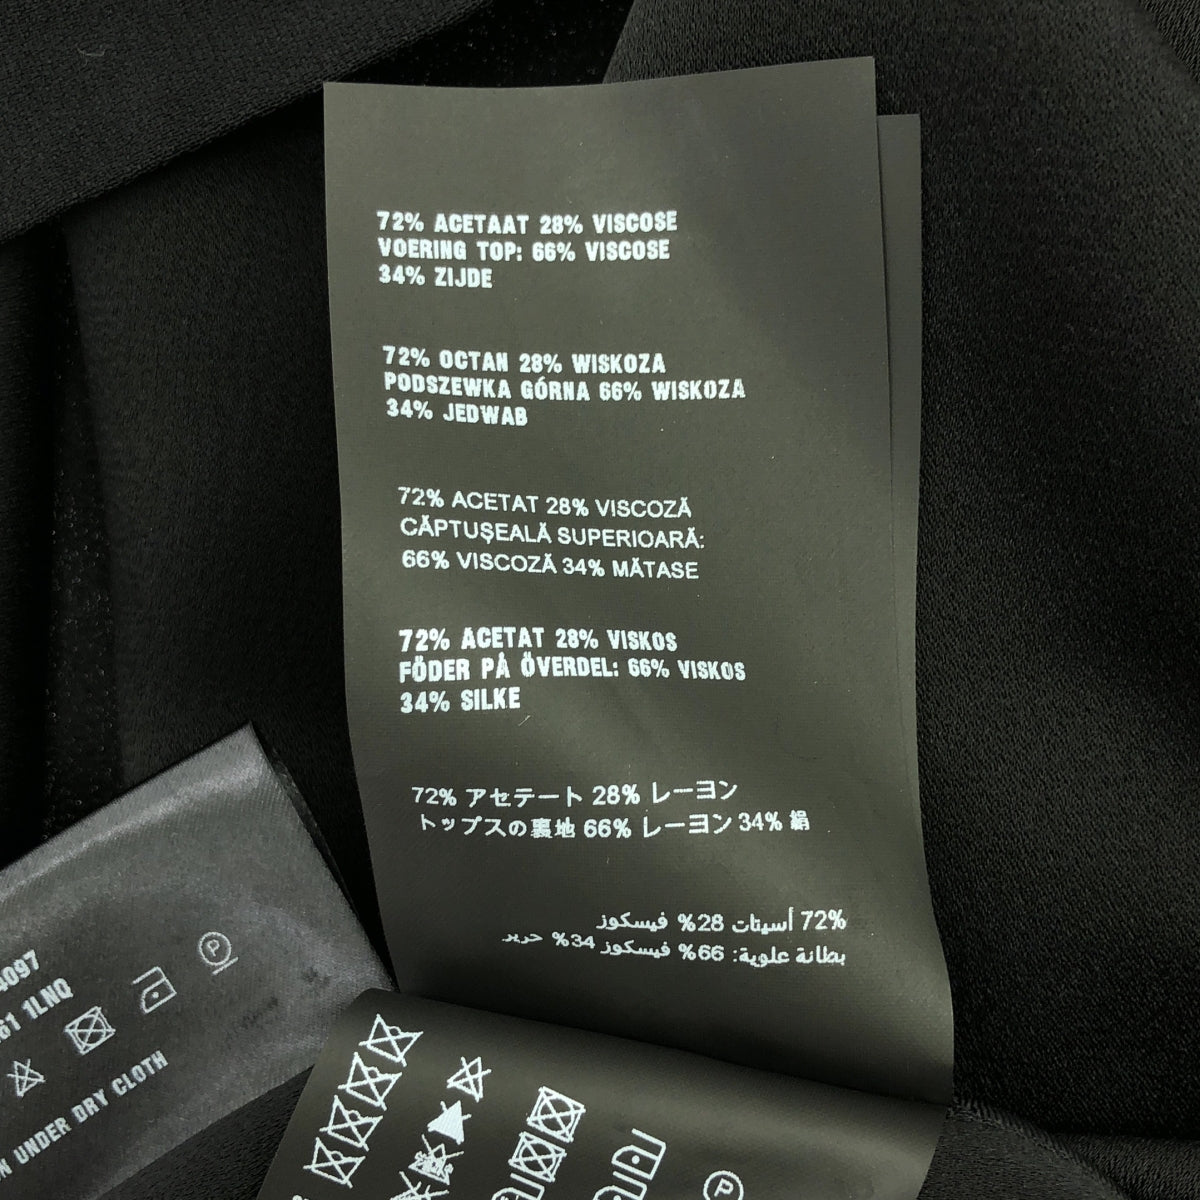 72% ACETAAT 28% VISCOSE
VOERING TOP: 66% VISCOSE
34% ZIJDE
72% OCTAN 28% WISKOZA
PODSZEWKA GÓRNA 66% WISKOZA
34% JEDWAB
72% ACETAT 28% VISCOZĂ
CĂPTUȘEALĂ SUPERIOARĂ:
66% VISCOZĂ 34% MĂTASE
72% ACETAT 28% VISKOS
FÖDER PÅ ÖVERDEL: 66% VISKOS
34% SILKE
72% アセテート 28% レーヨン
トップスの裏地 66% レーヨン 34% 絹
72% أسيتات 28% فيسكوز
بطانة علوية: 66% فيسكوز 34% حرير
4097
61 1LNQ
P
UNDER DRY CLOTH
P